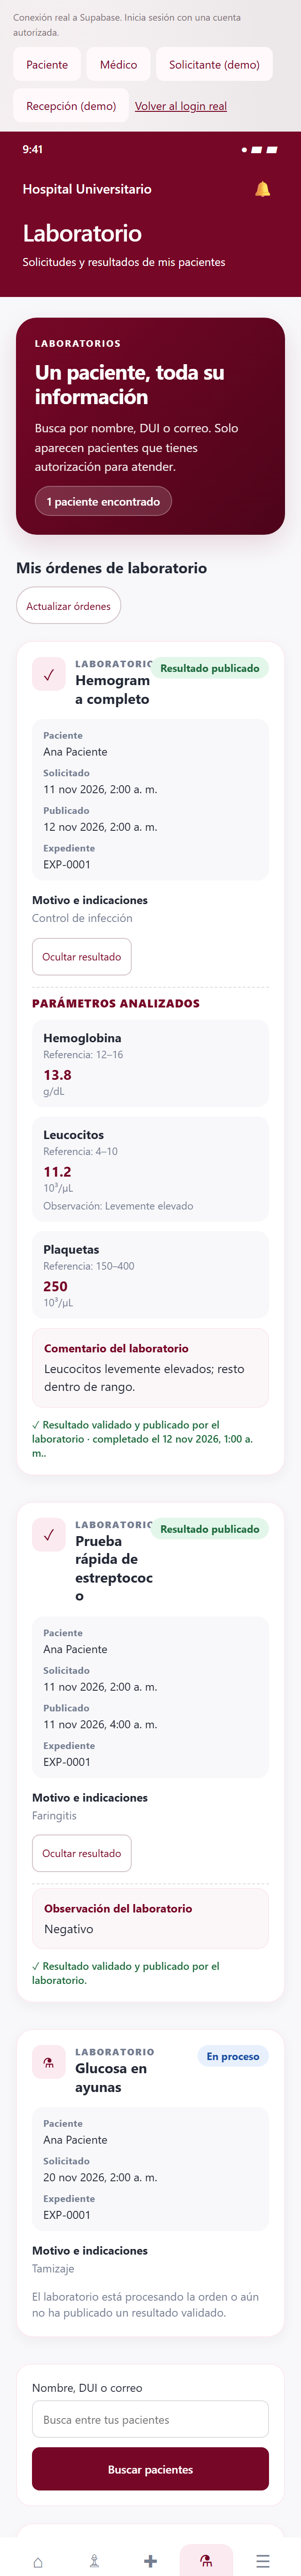 Conexión real a Supabase. Inicia sesión con una cuenta
autorizada.
Paciente
Médico
Solicitante (demo)
Recepción (demo)
Volver al login real
9:41
Hospital Universitario
Laboratorio
Solicitudes y resultados de mis pacientes
LABORATORIOS
Un paciente, toda su
información
Busca por nombre, DUI o correo. Solo
aparecen pacientes que tienes
autorización para atender.
1 paciente encontrado
Mis órdenes de laboratorio
Actualizar órdenes
✓
LABORATORIO
Resultado publicado
Hemogram
a completo
Paciente
Ana Paciente
Solicitado
11 nov 2026, 2:00 a. m.
Publicado
12 nov 2026, 2:00 a. m.
Expediente
EXP-0001
Motivo e indicaciones
Control de infección
Ocultar resultado
PARÁMETROS ANALIZADOS
Hemoglobina
Referencia: 12–16
13.8
g/dL
Leucocitos
Referencia: 4–10
11.2
10³/µL
Observación: Levemente elevado
Plaquetas
Referencia: 150–400
250
10³/µL
Comentario del laboratorio
Leucocitos levemente elevados; resto
dentro de rango.
✓ Resultado validado y publicado por el
laboratorio · completado el 12 nov 2026, 1:00 a.
m..
✓
LABORATORIO
Resultado publicado
Prueba
rápida de
estreptococ
o
Paciente
Ana Paciente
Solicitado
11 nov 2026, 2:00 a. m.
Publicado
11 nov 2026, 4:00 a. m.
Expediente
EXP-0001
Motivo e indicaciones
Faringitis
Ocultar resultado
Observación del laboratorio
Negativo
✓ Resultado validado y publicado por el
laboratorio.
LABORATORIO
En proceso
Glucosa en
ayunas
Paciente
Ana Paciente
Solicitado
20 nov 2026, 2:00 a. m.
Expediente
EXP-0001
Motivo e indicaciones
Tamizaje
El laboratorio está procesando la orden o aún
no ha publicado un resultado validado.
Nombre, DUI o correo
Busca entre tus pacientes
Buscar pacientes